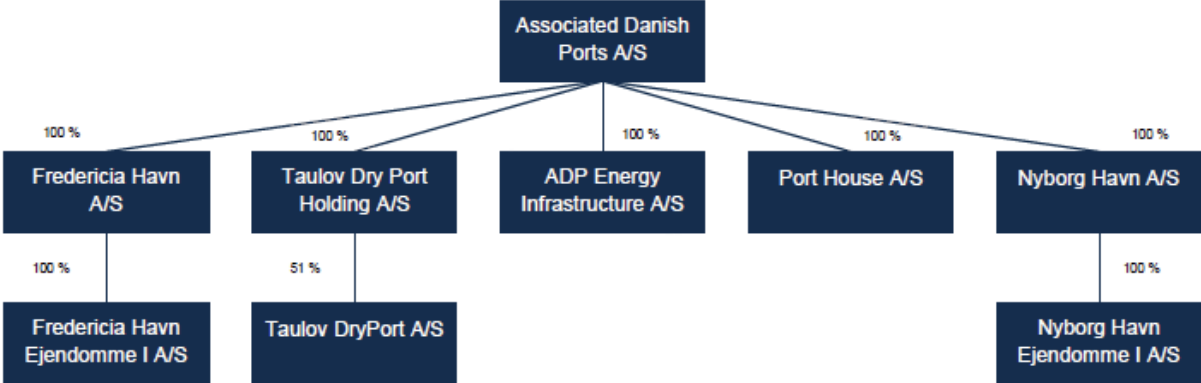 Associated Danish
Ports A/S
100 %
100 %
100 %
100 %
100 %
Fredericia Havn
A/S
Taulov Dry Port
Holding A/S
ADP Energy
Infrastructure A/S
Port House A/S
Nyborg Havn A/S
100 %
51 %
100 %
Fredericia Havn
Ejendomme I A/S
Taulov DryPort A/S
Nyborg Havn
Ejendomme I A/S